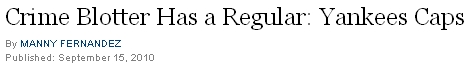 Crime Blotter Has a Regular: Yankees Caps
By MANNY FERNANDEZ
Published: September 15, 2010